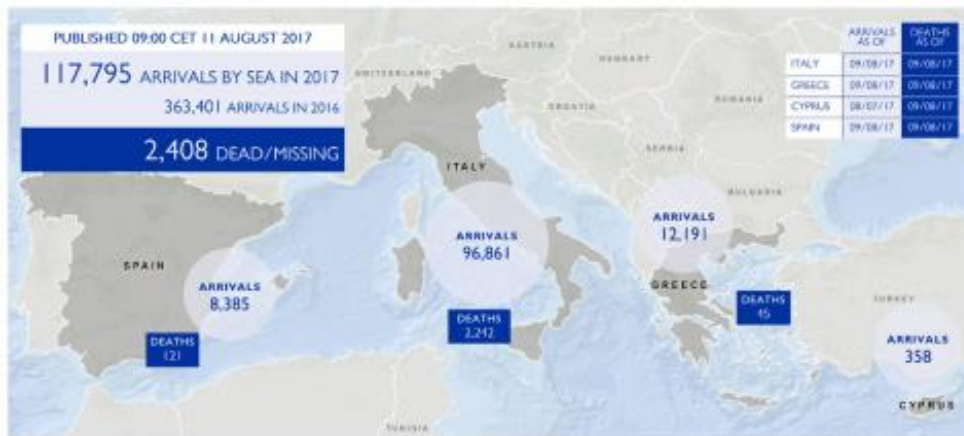 PUBLISHED 09:00 CET 11 AUGUST 2017
117,795 ARRIVALS BY SEA IN 2017
363,401 ARRIVALS IN 2016
2,408 DEAD/MISSING
ARRIVALS AS OF DEATHS AS OF
ITALY 09/08/17 09/08/17
GREECE 09/08/17 09/08/17
CYPRUS 08/07/17 09/08/17
SPAIN 09/08/17 09/08/17
AUSTRIA
HUNGARY
SWITZERLAND
CROATIA
ROMANIA
SERBIA
BULGARIA
ITALY
ARRIVALS
96,861
DEATHS
2,242
ARRIVALS
12,191
GREECE
DEATHS
45
SPAIN
ARRIVALS
8,385
DEATHS
121
TURKEY
ARRIVALS
358
CYPRUS
TUNISIA